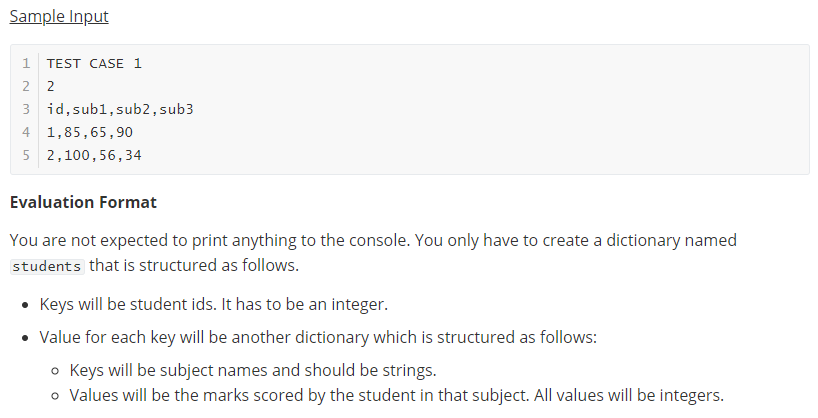 Sample Input
1 TEST CASE 1
2 2
3 id,sub1,sub2,sub3
4 1,85,65,90
5 2,100,56,34
Evaluation Format
You are not expected to print anything to the console. You only have to create a dictionary named
students that is structured as follows.
• Keys will be student ids. It has to be an integer.
• Value for each key will be another dictionary which is structured as follows:
◦ Keys will be subject names and should be strings.
◦ Values will be the marks scored by the student in that subject. All values will be integers.